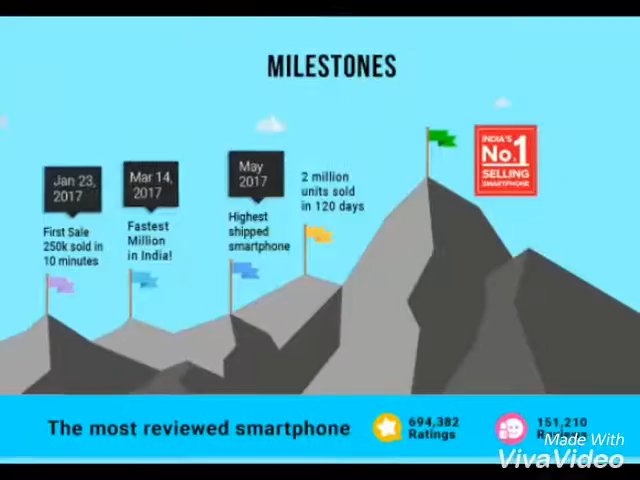 MILESTONES
Jan 23,
2017
First Sale
250k sold in
10 minutes
Mar 14,
2017
Fastest
Million
in India!
May
2017
Highest
shipped
smartphone
2 million
units sold
in 120 days
INDIA'S
No.1
SELLING
SMARTPHONE
The most reviewed smartphone
694,382
Ratings
151,210
Made With
VivaVideo